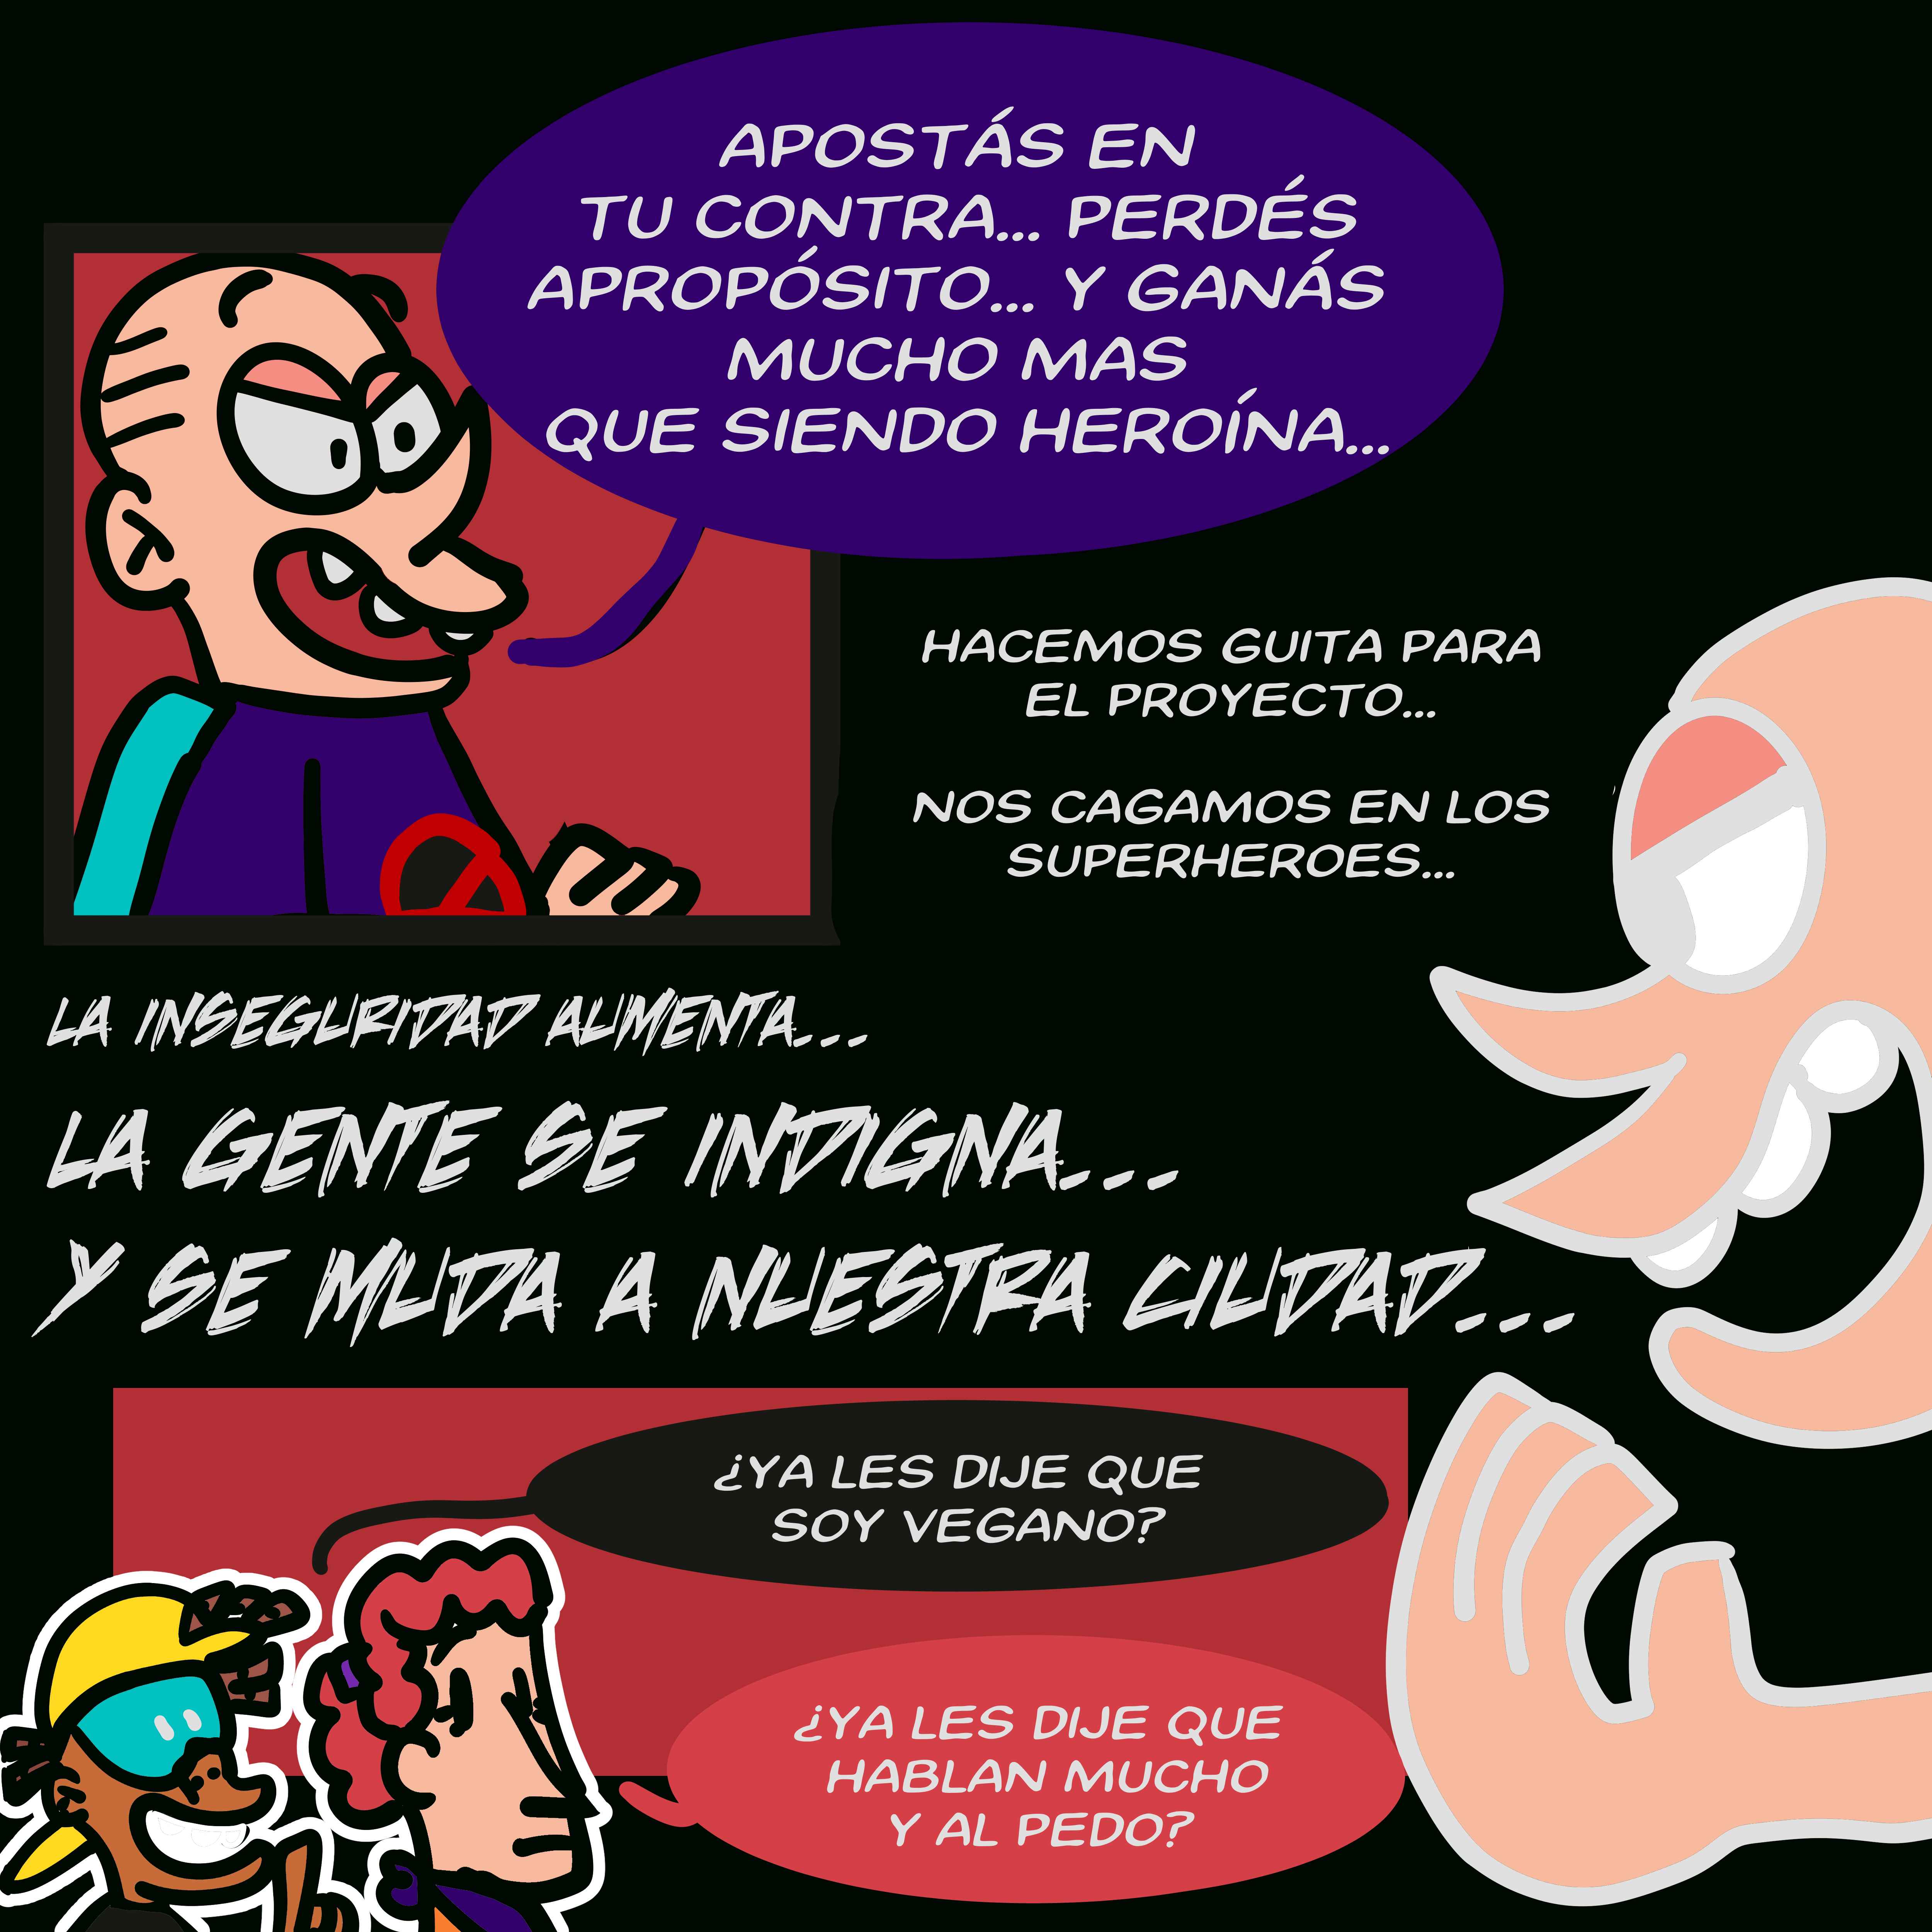 APOSTÁS EN
TU CONTRA... PERDÉS
APROPÓSITO... Y GANÁS
MUCHO MAS
QUE SIENDO HEROÍNA...
HACEMOS GUITA PARA
EL PROYECTO...
NOS CAGAMOS EN LOS
SUPERHEROES...
LA INSEGURIDAD AUMENTA...
LA GENTE SE INDIGNA...
Y SE MUDA A NUESTRA CIUDAD...
¿YA LES DIJE QUE
SOY VEGANO?
¿YA LES DIJE QUE
HABLAN MUCHO
Y AL PEDO?